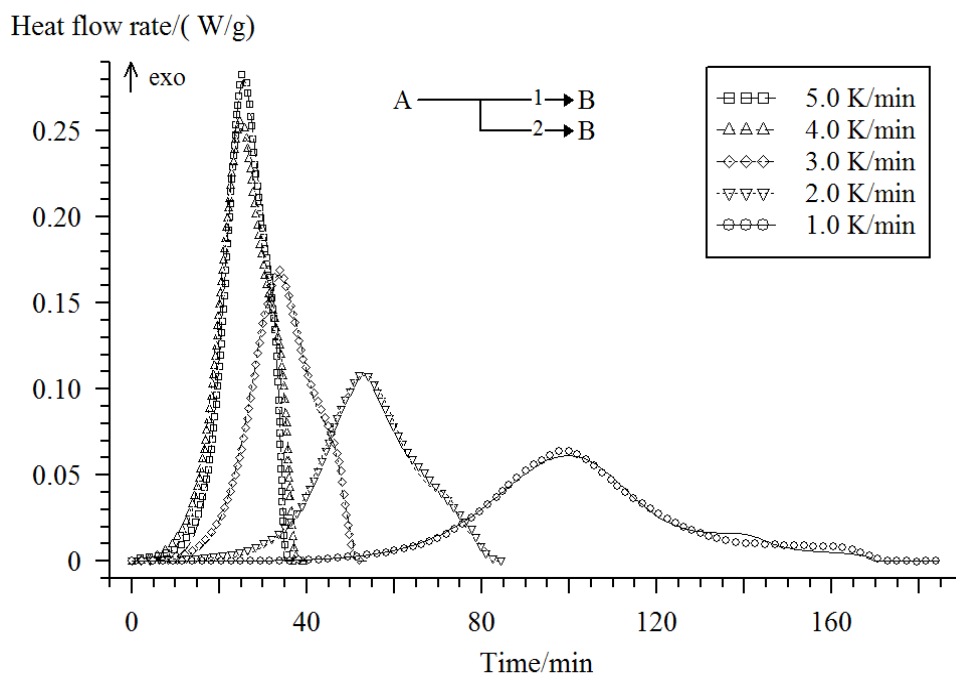 Heat flow rate/( W/g)
exo
A 1 B
2 B
5.0 K/min
4.0 K/min
3.0 K/min
2.0 K/min
1.0 K/min
0.25
0.20
0.15
0.10
0.05
0
0 40 80 120 160
Time/min